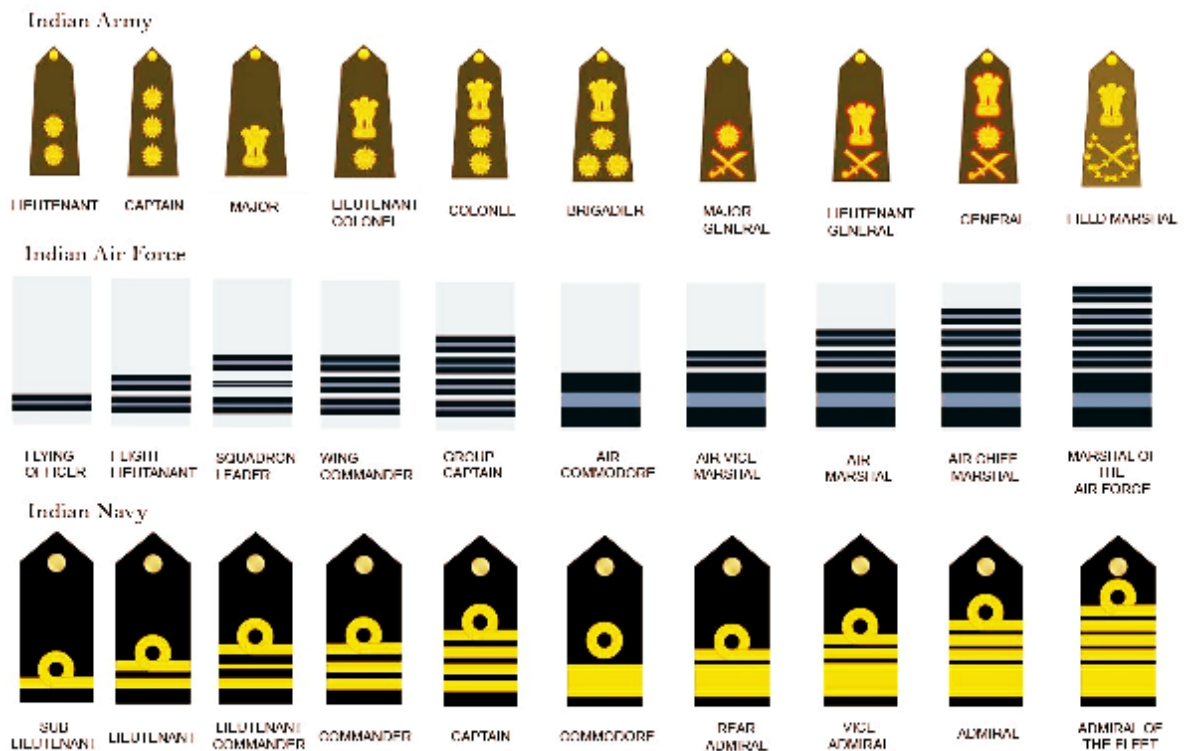 Indian Army
LIEUTENANT
CAPTAIN
MAJOR
LIEUTENANT
COLONEL
COLONEL
BRIGADIER
MAJOR
GENERAL
LIEUTENANT
GENERAL
GENERAL
FIELD MARSHAL
Indian Air Force
FLYING
OFFICER
FLIGHT
LIEUTANANT
SQUADRON
LEADER
WING
COMMANDER
GROUP
CAPTAIN
AIR
COMMODORE
AIR VICE
MARSHAL
AIR
MARSHAL
AIR CHIEF
MARSHAL
MARSHAL OF
THE
AIR FORCE
Indian Navy
SUB
LIEUTENANT
LIEUTENANT
LIEUTENANT
COMMANDER
COMMANDER
CAPTAIN
COMMODORE
REAR
ADMIRAL
VICE
ADMIRAL
ADMIRAL
ADMIRAL OF
THE FLEET